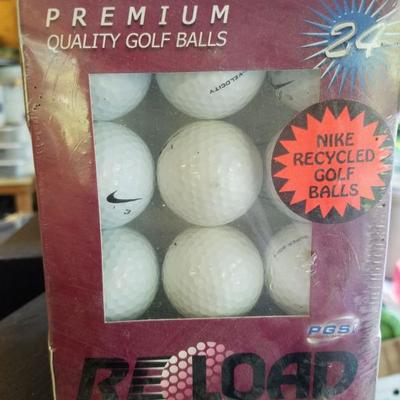 PREMIUM
QUALITY GOLF BALLS
24
VELOCITY
NIKE
RECYCLED
GOLF
BALLS
PGS
RELOAD